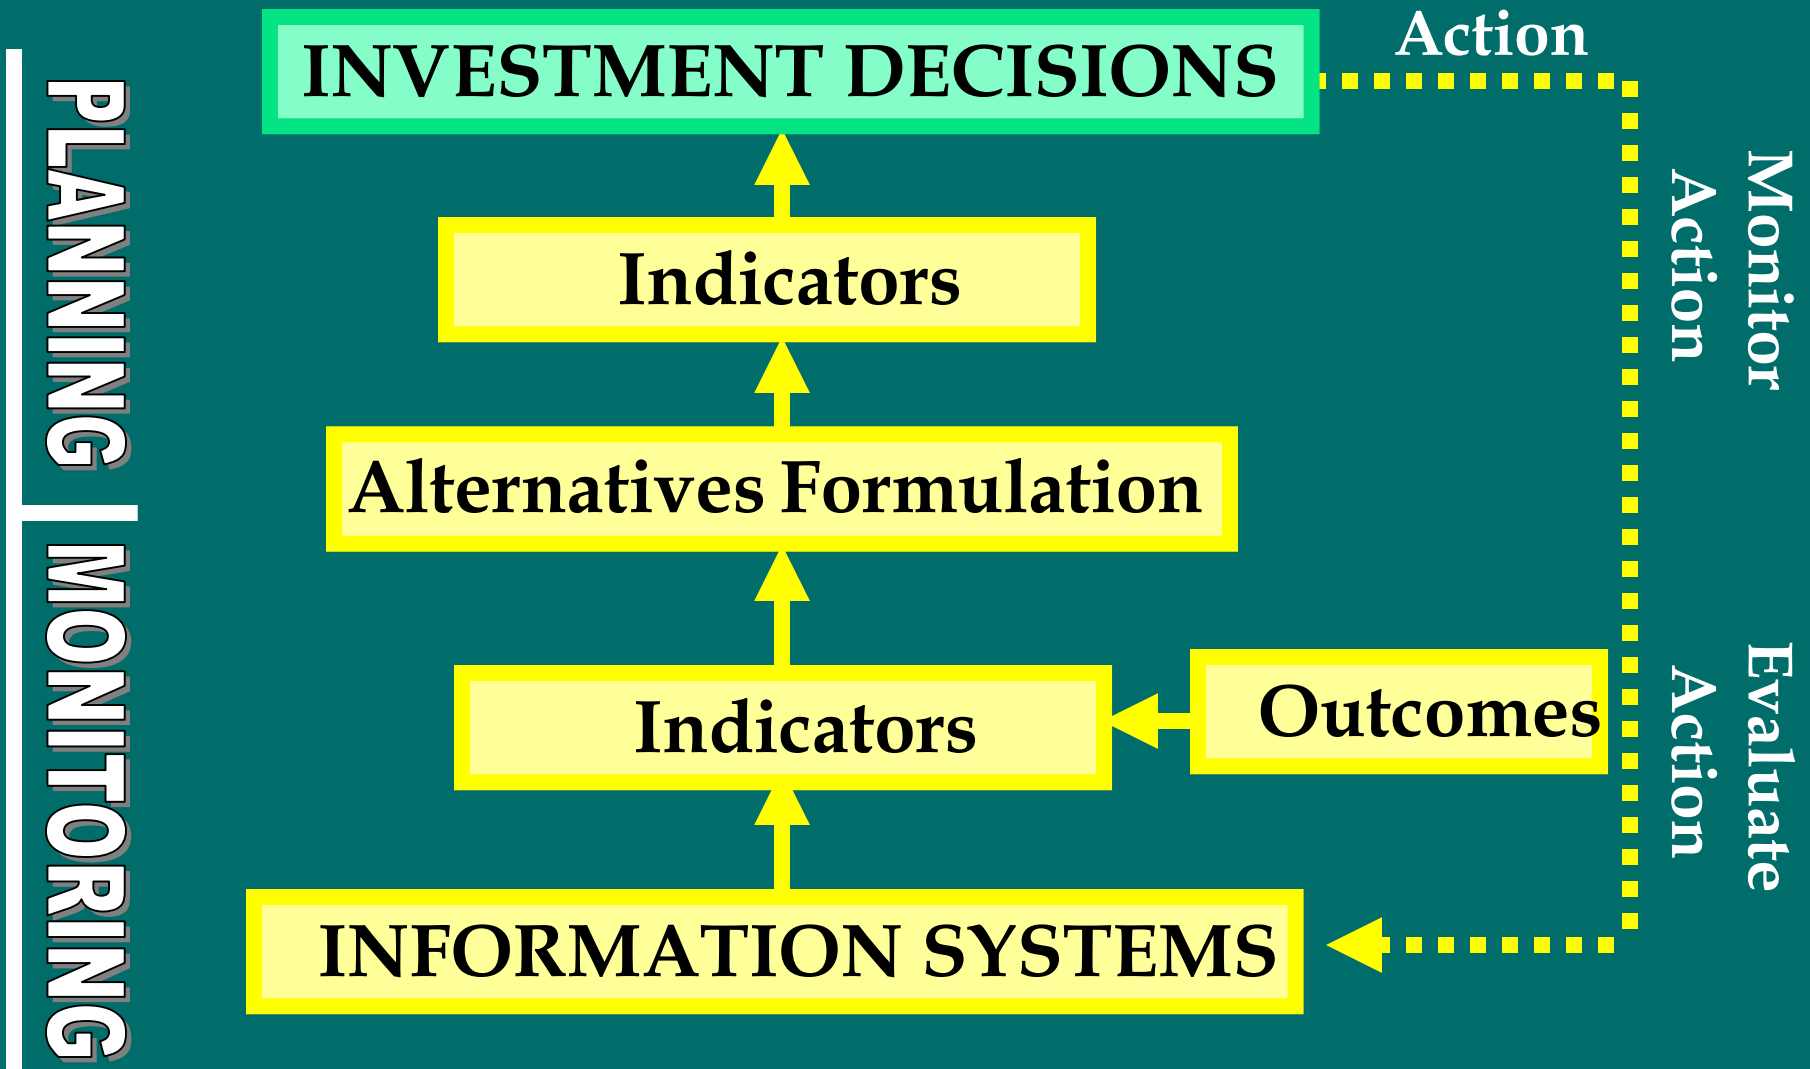 INVESTMENT DECISIONS
Action
PLANNING
Indicators
Monitor
Action
Alternatives Formulation
MONITORING
Indicators
Outcomes
Evaluate
Action
INFORMATION SYSTEMS